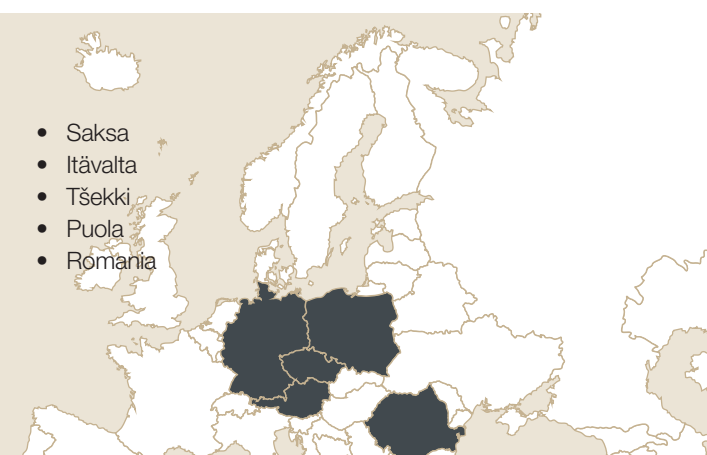 • Saksa
• Itävalta
• Tšekki
• Puola
• Romania